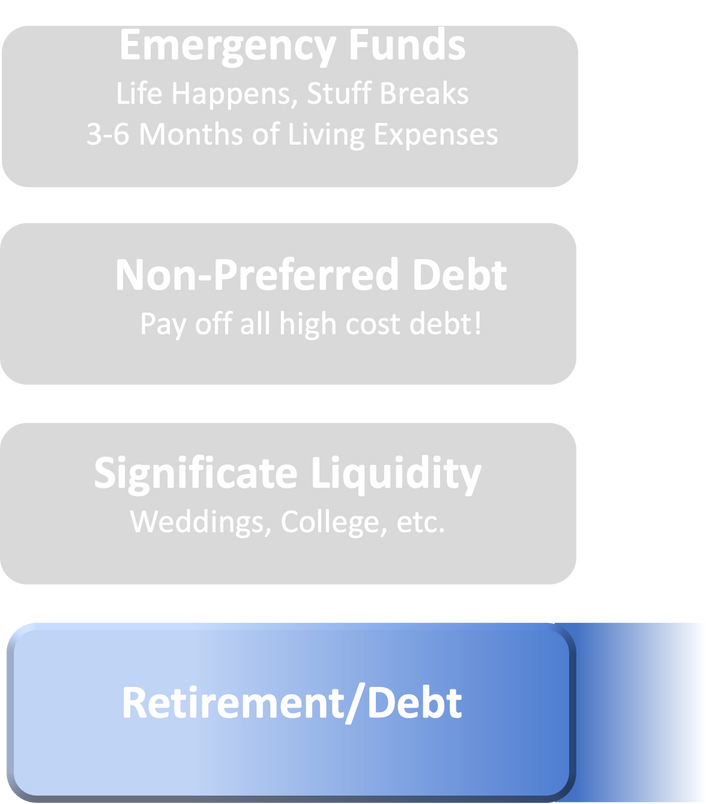 Emergency Funds
Life Happens, Stuff Breaks
3-6 Months of Living Expenses
Non-Preferred Debt
Pay off all high cost debt!
Significate Liquidity
Weddings, College, etc.
Retirement/Debt